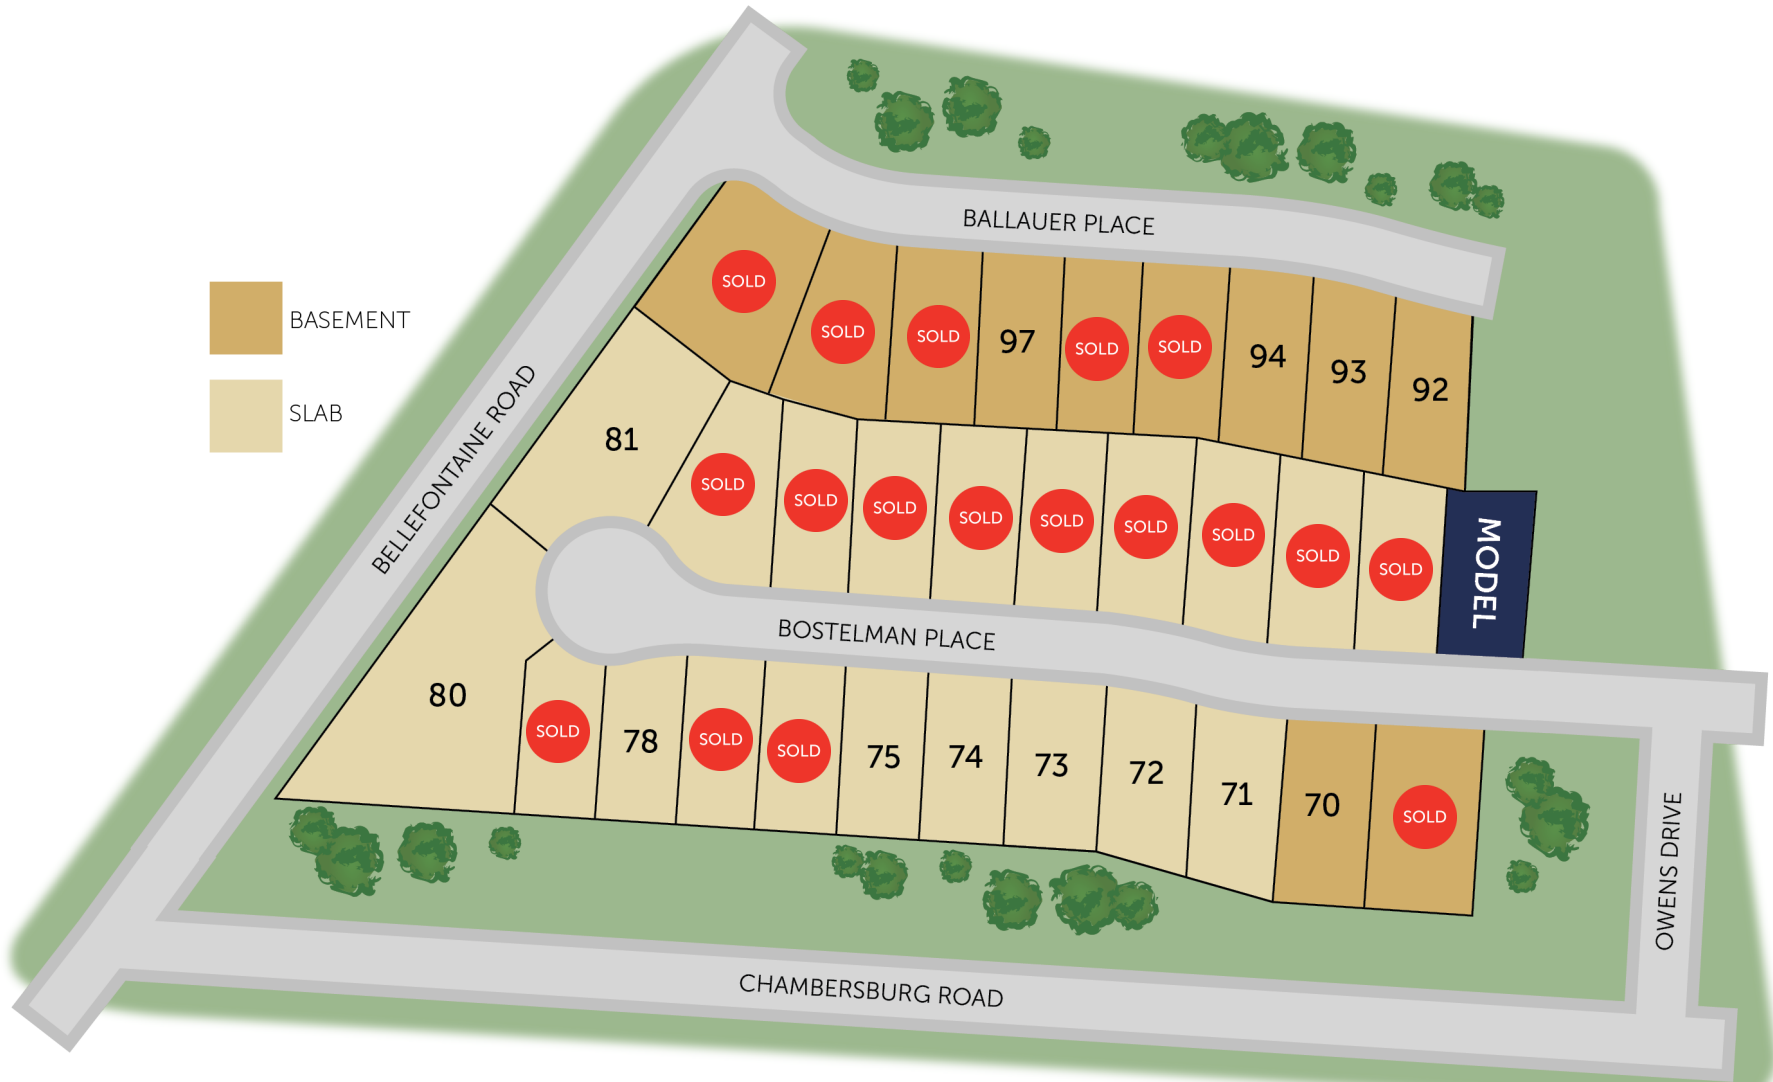 BALLAUER PLACE
SOLD
SOLD
SOLD
97
SOLD
SOLD
94
93
92
BASEMENT
SLAB
BELLEFONTAINE ROAD
81
SOLD
SOLD
SOLD
SOLD
SOLD
SOLD
SOLD
SOLD
SOLD
MODEL
BOSTELMAN PLACE
80
SOLD
78
SOLD
SOLD
75
74
73
72
71
70
SOLD
OWENS DRIVE
CHAMBERSBURG ROAD